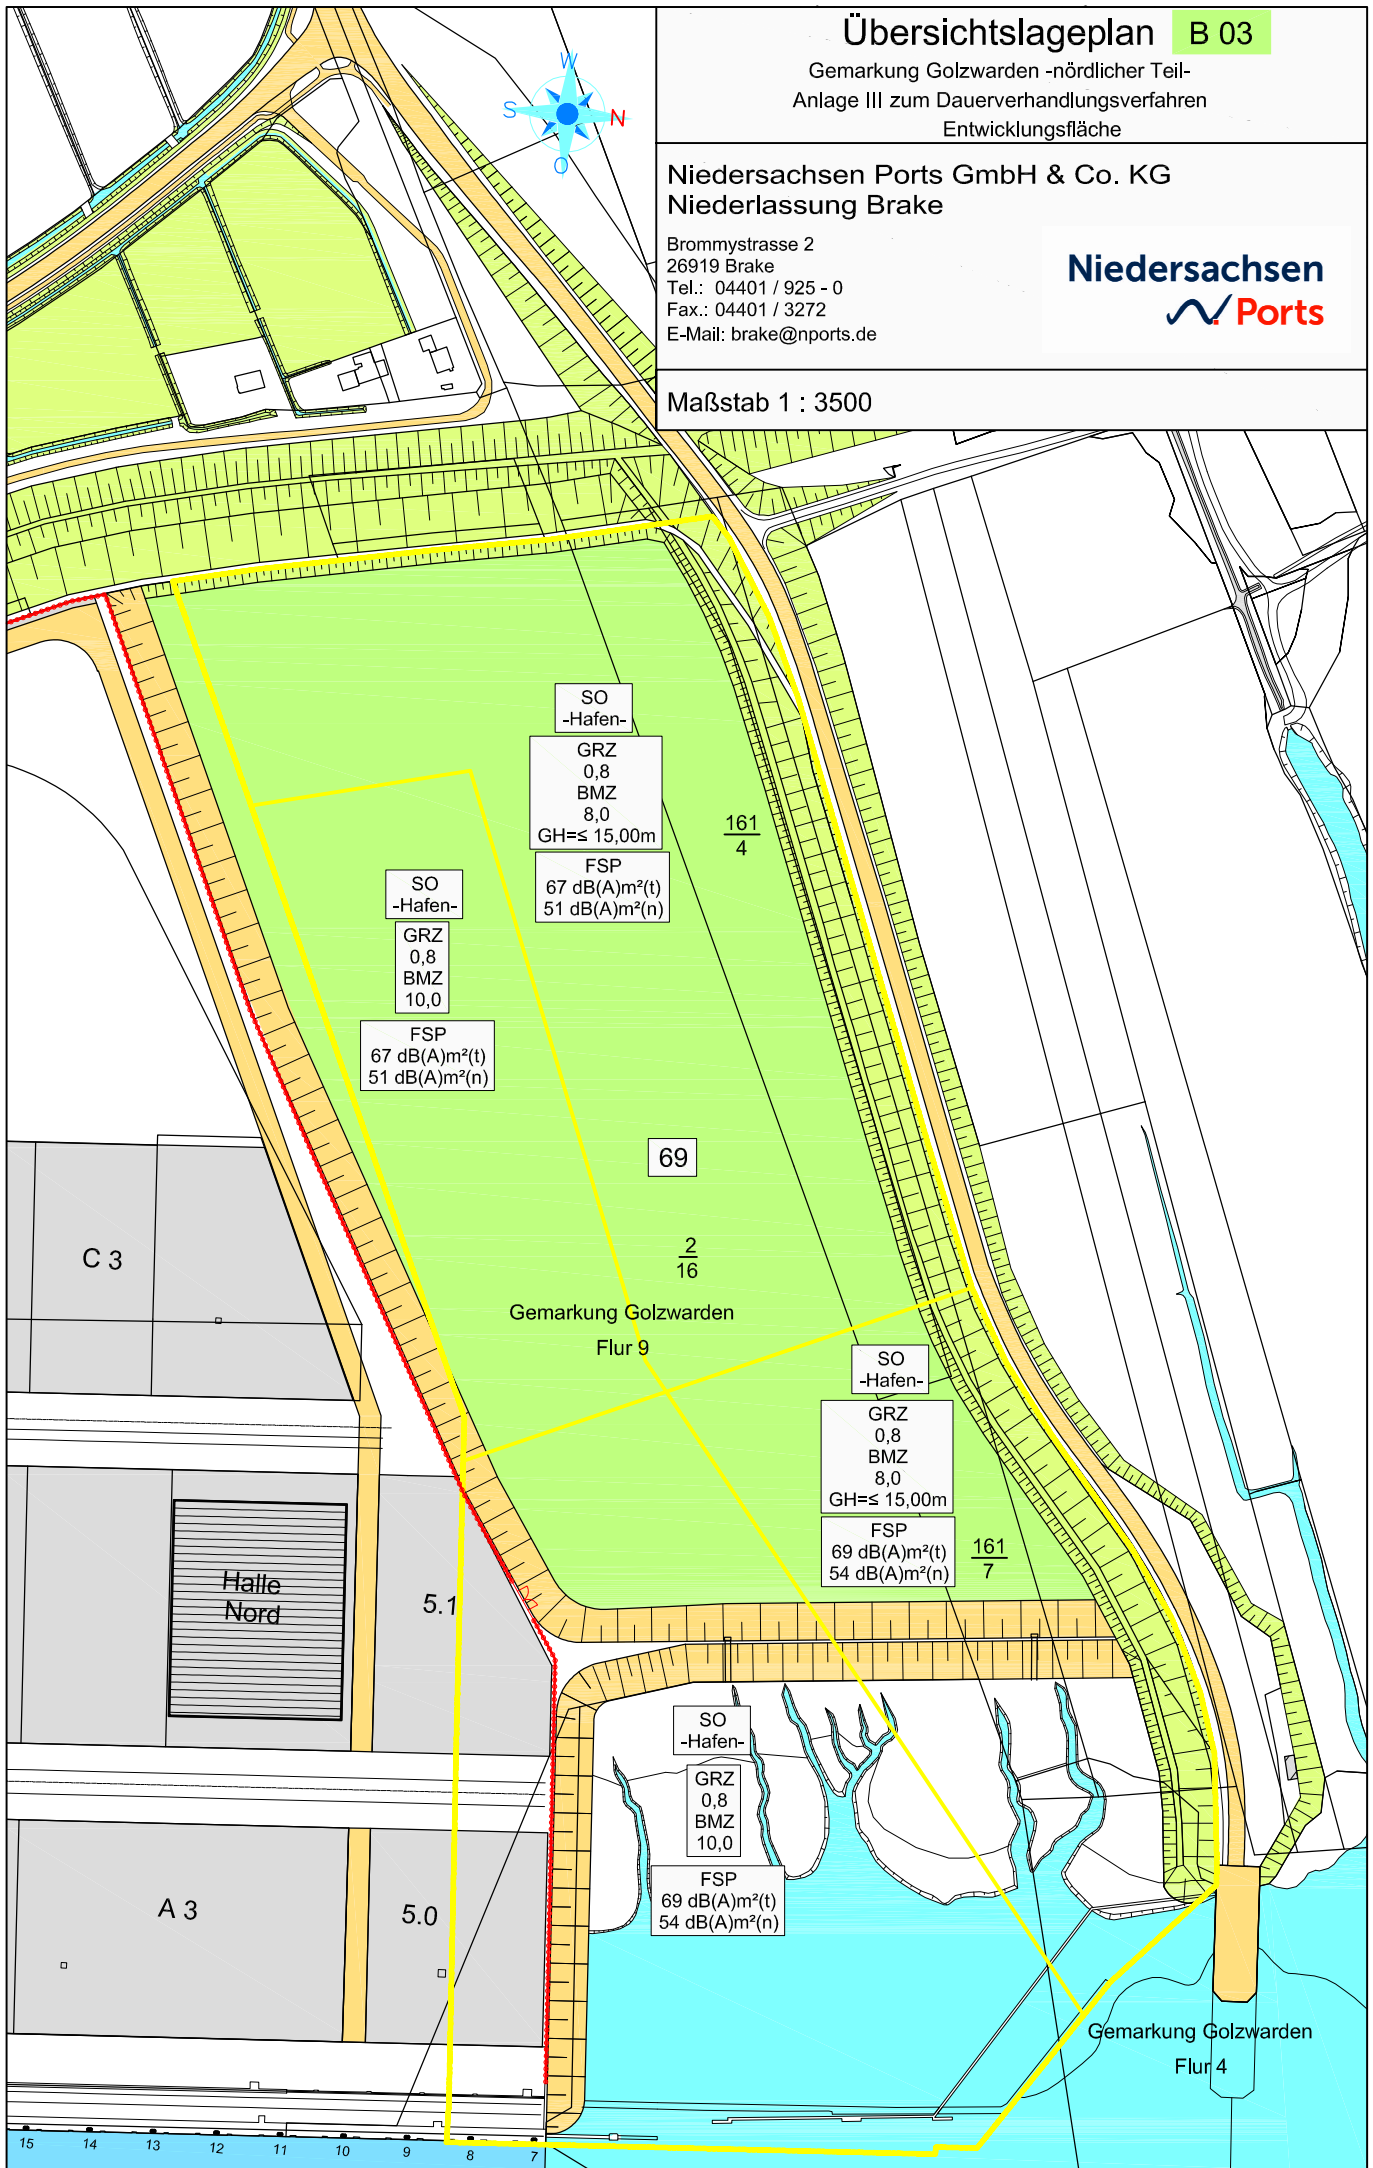 Übersichtslageplan B 03
Gemarkung Golzwarden -nördlicher Teil-
Anlage III zum Dauerverhandlungsverfahren
Entwicklungsfläche
Niedersachsen Ports GmbH & Co. KG
Niederlassung Brake
Brommystrasse 2
26919 Brake
Tel.: 04401 / 925 - 0
Fax.: 04401 / 3272
E-Mail: brake@nports.de
Niedersachsen
Ports
Maßstab 1 : 3500
W
S
N
O
SO
-Hafen-
GRZ
0,8
BMZ
8,0
GH=≤ 15,00m
FSP
67 dB(A)m²(t)
51 dB(A)m²(n)
161
4
SO
-Hafen-
GRZ
0,8
BMZ
10,0
FSP
67 dB(A)m²(t)
51 dB(A)m²(n)
69
2
16
Gemarkung Golzwarden
Flur 9
C 3
SO
-Hafen-
GRZ
0,8
BMZ
8,0
GH=≤ 15,00m
FSP
69 dB(A)m²(t)
54 dB(A)m²(n)
161
7
Halle
Nord
5.1
SO
-Hafen-
GRZ
0,8
BMZ
10,0
FSP
69 dB(A)m²(t)
54 dB(A)m²(n)
A 3
5.0
Gemarkung Golzwarden
Flur 4
15 14 13 12 11 10 9 8 7